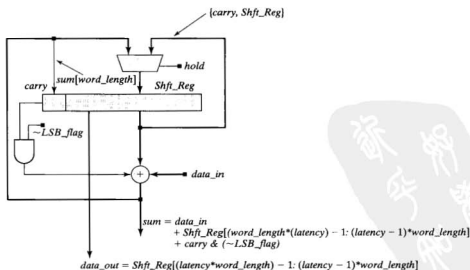 {carry, Shft_Reg}
hold
sum[word_length]
carry
Shft_Reg
~LSB_flag
+
data_in
sum = data_in
+ Shft_Reg[(word_length*(latency) – 1: (latency – 1)*word_length]
+ carry & (~LSB_flag)
data_out = Shft_Reg[(latency*word_length) – 1: (latency – 1)*word_length]